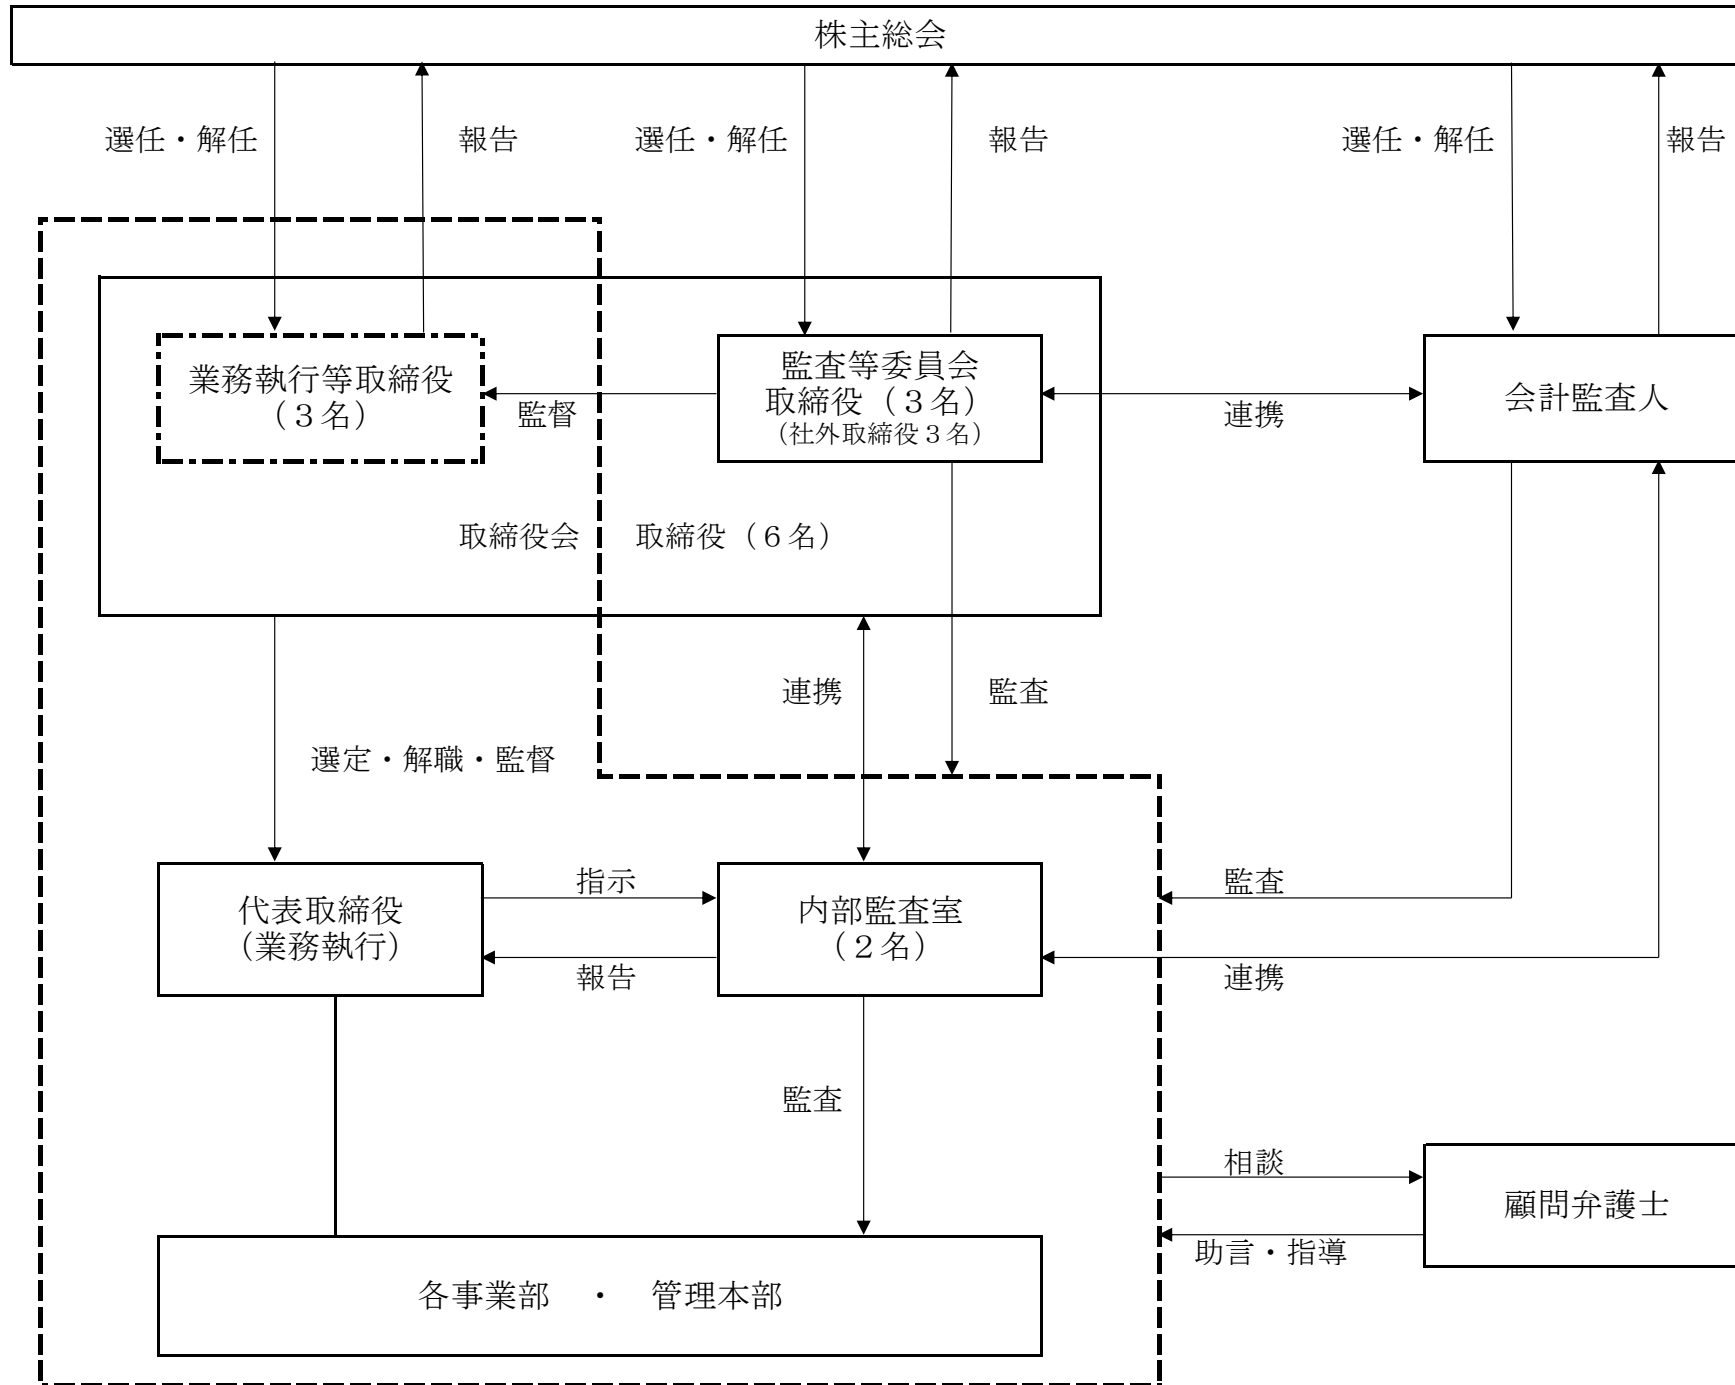 株主総会
選任・解任
報告
選任・解任
報告
選任・解任
報告
業務執行等取締役
（３名）
監督
監査等委員会
取締役（３名）
（社外取締役３名）
連携
会計監査人
取締役会
取締役（６名）
連携
監査
選定・解職・監督
代表取締役
（業務執行）
指示
報告
内部監査室
（２名）
監査
連携
監査
相談
助言・指導
顧問弁護士
各事業部　・　管理本部